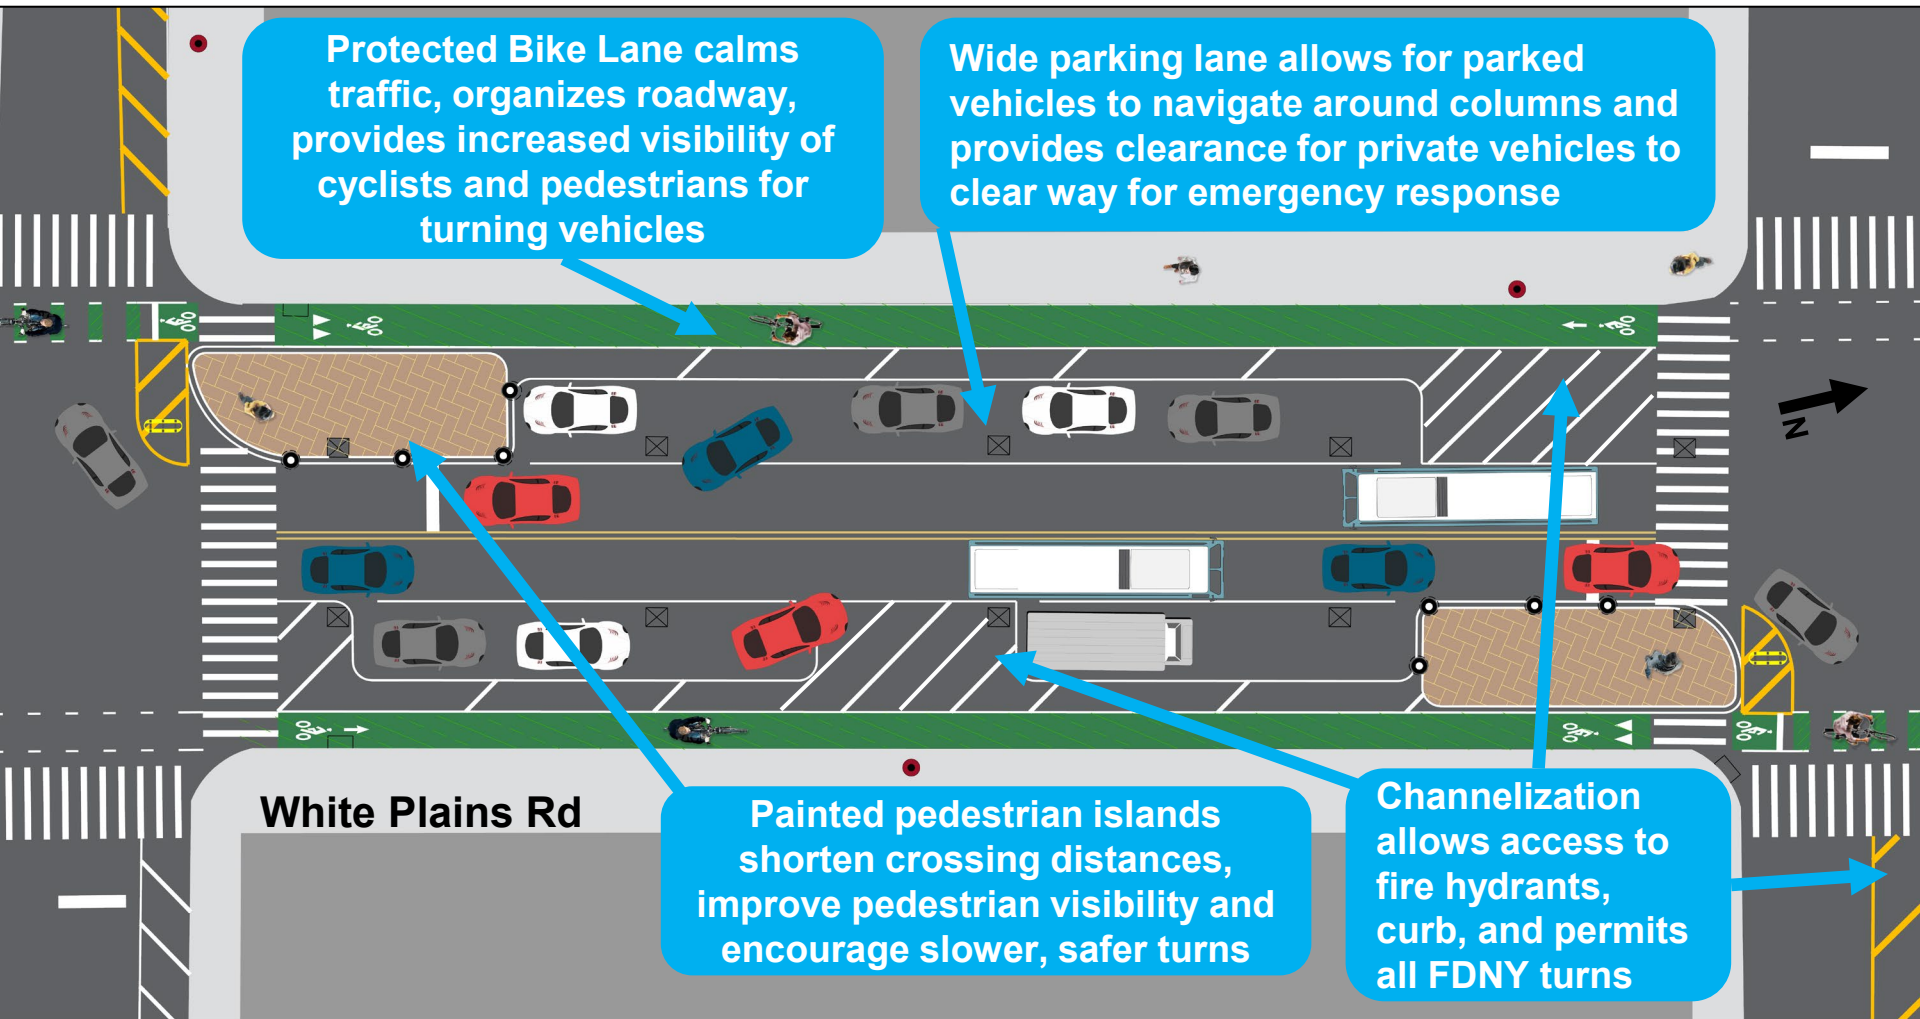 Protected Bike Lane calms
traffic, organizes roadway,
provides increased visibility of
cyclists and pedestrians for
turning vehicles
Wide parking lane allows for parked
vehicles to navigate around columns and
provides clearance for private vehicles to
clear way for emergency response
N
White Plains Rd
Painted pedestrian islands
shorten crossing distances,
improve pedestrian visibility and
encourage slower, safer turns
Channelization
allows access to
fire hydrants,
curb, and permits
all FDNY turns